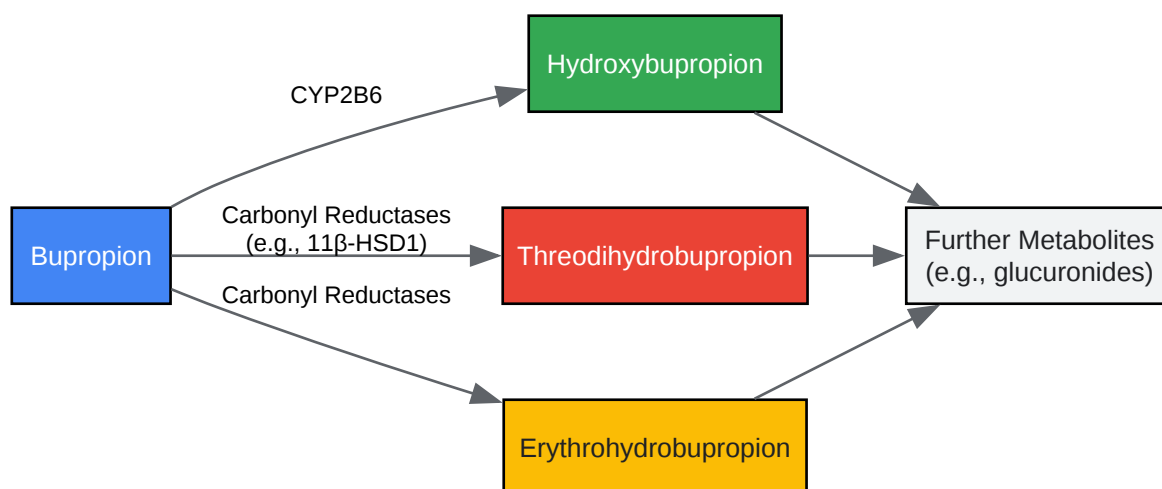 Hydroxybupropion
CYP2B6
Carbonyl Reductases
(e.g., 11β-HSD1)
Bupropion
Threodihydrobupropion
Further Metabolites
(e.g., glucuronides)
Carbonyl Reductases
Erythrohydrobupropion